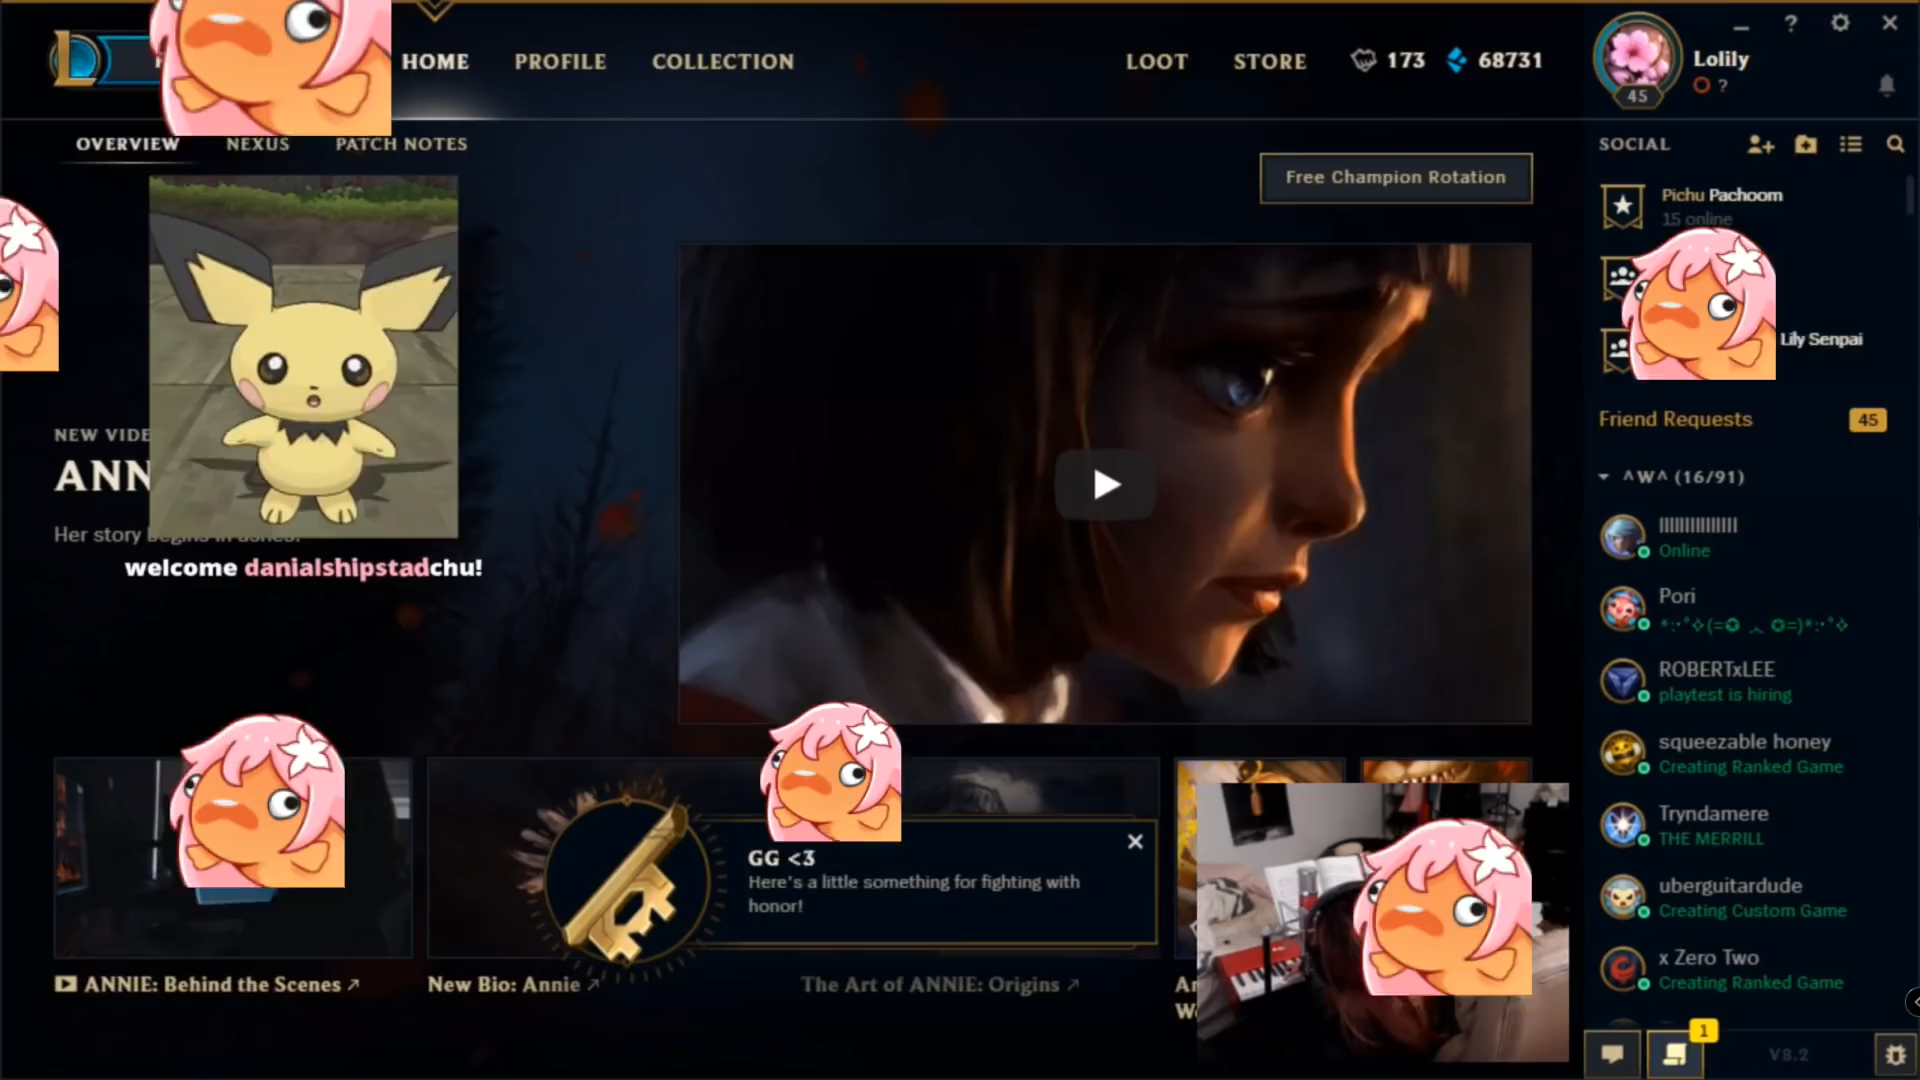 HOME
PROFILE
COLLECTION
LOOT
STORE
173
68731
Lolily
?
45
OVERVIEW
NEXUS
PATCH NOTES
Free Champion Rotation
SOCIAL
Pichu Pachoom
15 online
Lily Senpai
Friend Requests
45
^W^ (16/91)
NEW VIDE
ANN
Her story begins in ashes.
welcome danialshipstadchu!
Online
Pori
ROBERTxLEE
playtest is hiring
squeezable honey
Creating Ranked Game
Tryndamere
THE MERRILL
uberguitardude
Creating Custom Game
x Zero Two
Creating Ranked Game
GG <3
Here's a little something for fighting with
honor!
ANNIE: Behind the Scenes ↗
New Bio: Annie ↗
The Art of ANNIE: Origins ↗
1
V8.2